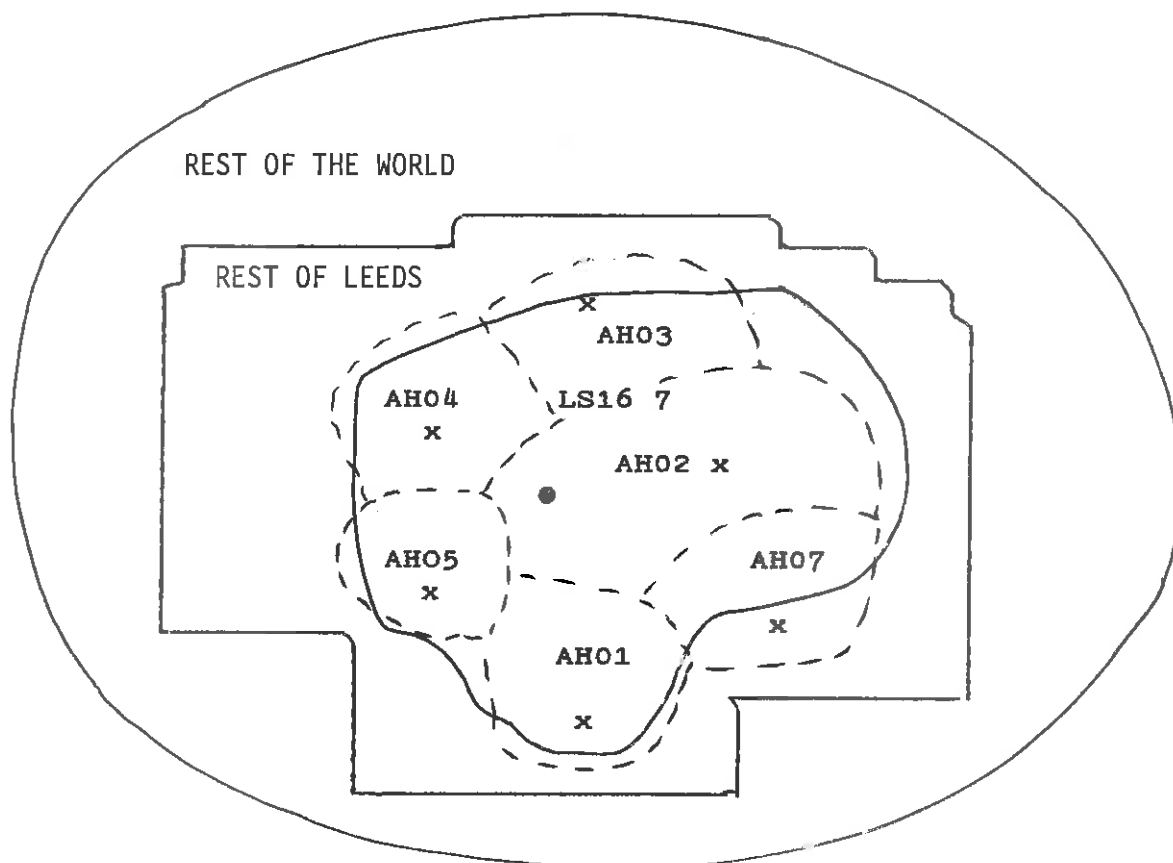 REST OF THE WORLD
REST OF LEEDS
AH03
AH04
LS16 7
x
x
AH02 x
AH05
AH07
x
x
AH01
x